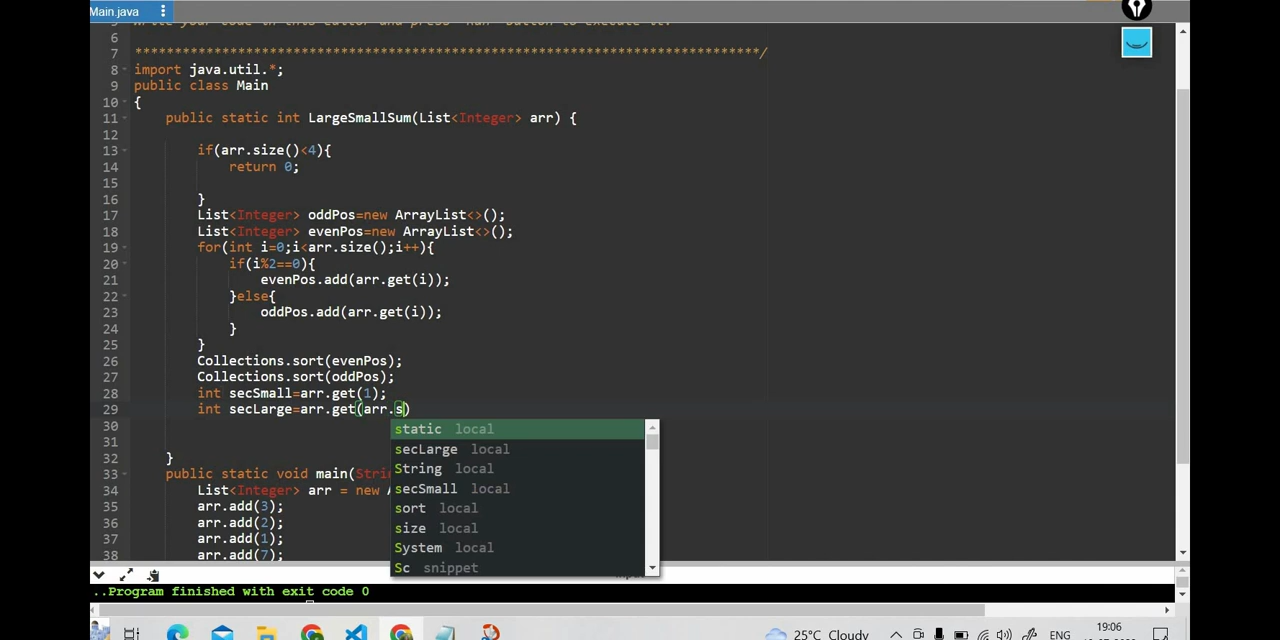 Main.java
5 Write your code in this editor and press "Run" button to execute it.
6
7 *******************************************************************************/
8 import java.util.*;
9 public class Main
10 {
11 public static int LargeSmallSum(List<Integer> arr) {
12
13 if(arr.size()<4){
14 return 0;
15
16 }
17 List<Integer> oddPos=new ArrayList<>();
18 List<Integer> evenPos=new ArrayList<>();
19 for(int i=0;i<arr.size();i++){
20 if(i%2==0){
21 evenPos.add(arr.get(i));
22 }else{
23 oddPos.add(arr.get(i));
24 }
25 }
26 Collections.sort(evenPos);
27 Collections.sort(oddPos);
28 int secSmall=arr.get(1);
29 int secLarge=arr.get(arr.s)
30 static local
31 secLarge local
32 } String local
33 public static void main(Stri secSmall local
34 List<Integer> arr = new A
35 arr.add(3); sort local
36 arr.add(2); size local
37 arr.add(1); System local
38 arr.add(7); Sc snippet
..Program finished with exit code 0
25°C Cloudy ENG 19:06